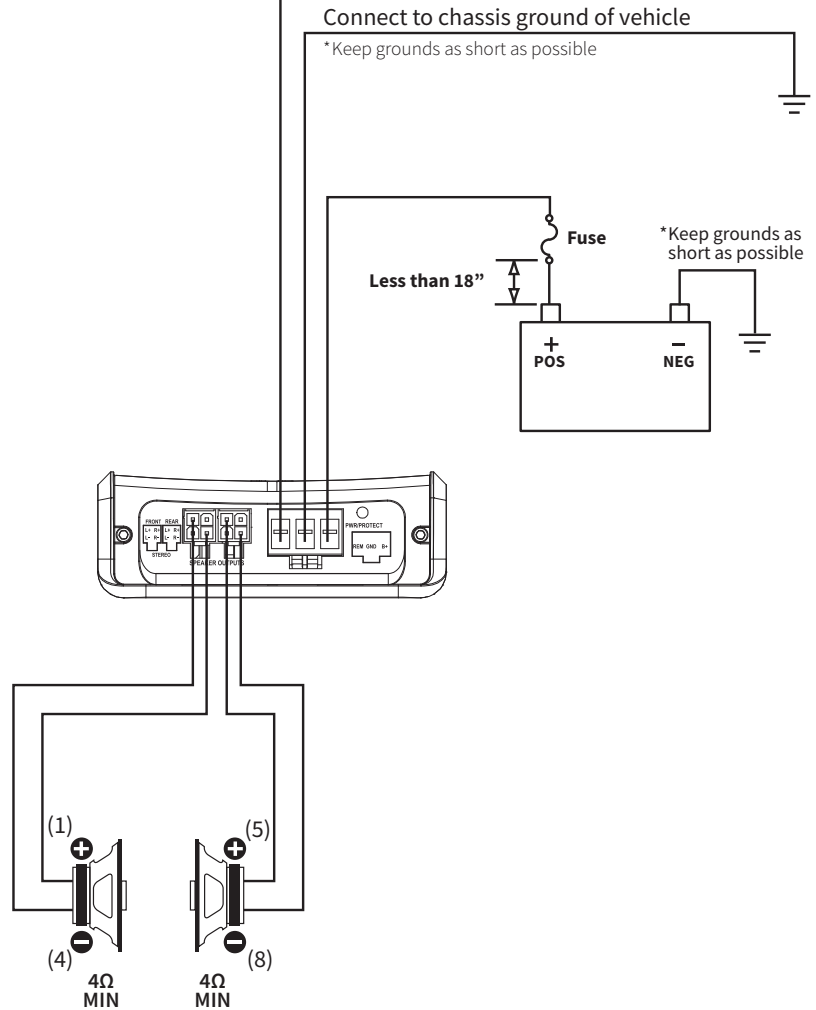 Connect to chassis ground of vehicle
*Keep grounds as short as possible
Fuse
*Keep grounds as
short as possible
Less than 18”
+
POS
−
NEG
FRONT REAR
L+ R+ L+ R+
L- R- L- R-
STEREO
SPEAKER OUTPUTS
PWR/PROTECT
REM GND B+
(1)
(5)
(4)
(8)
4Ω
MIN
4Ω
MIN